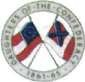 DAUGHTERS OF THE CONFEDERACY
1861-65